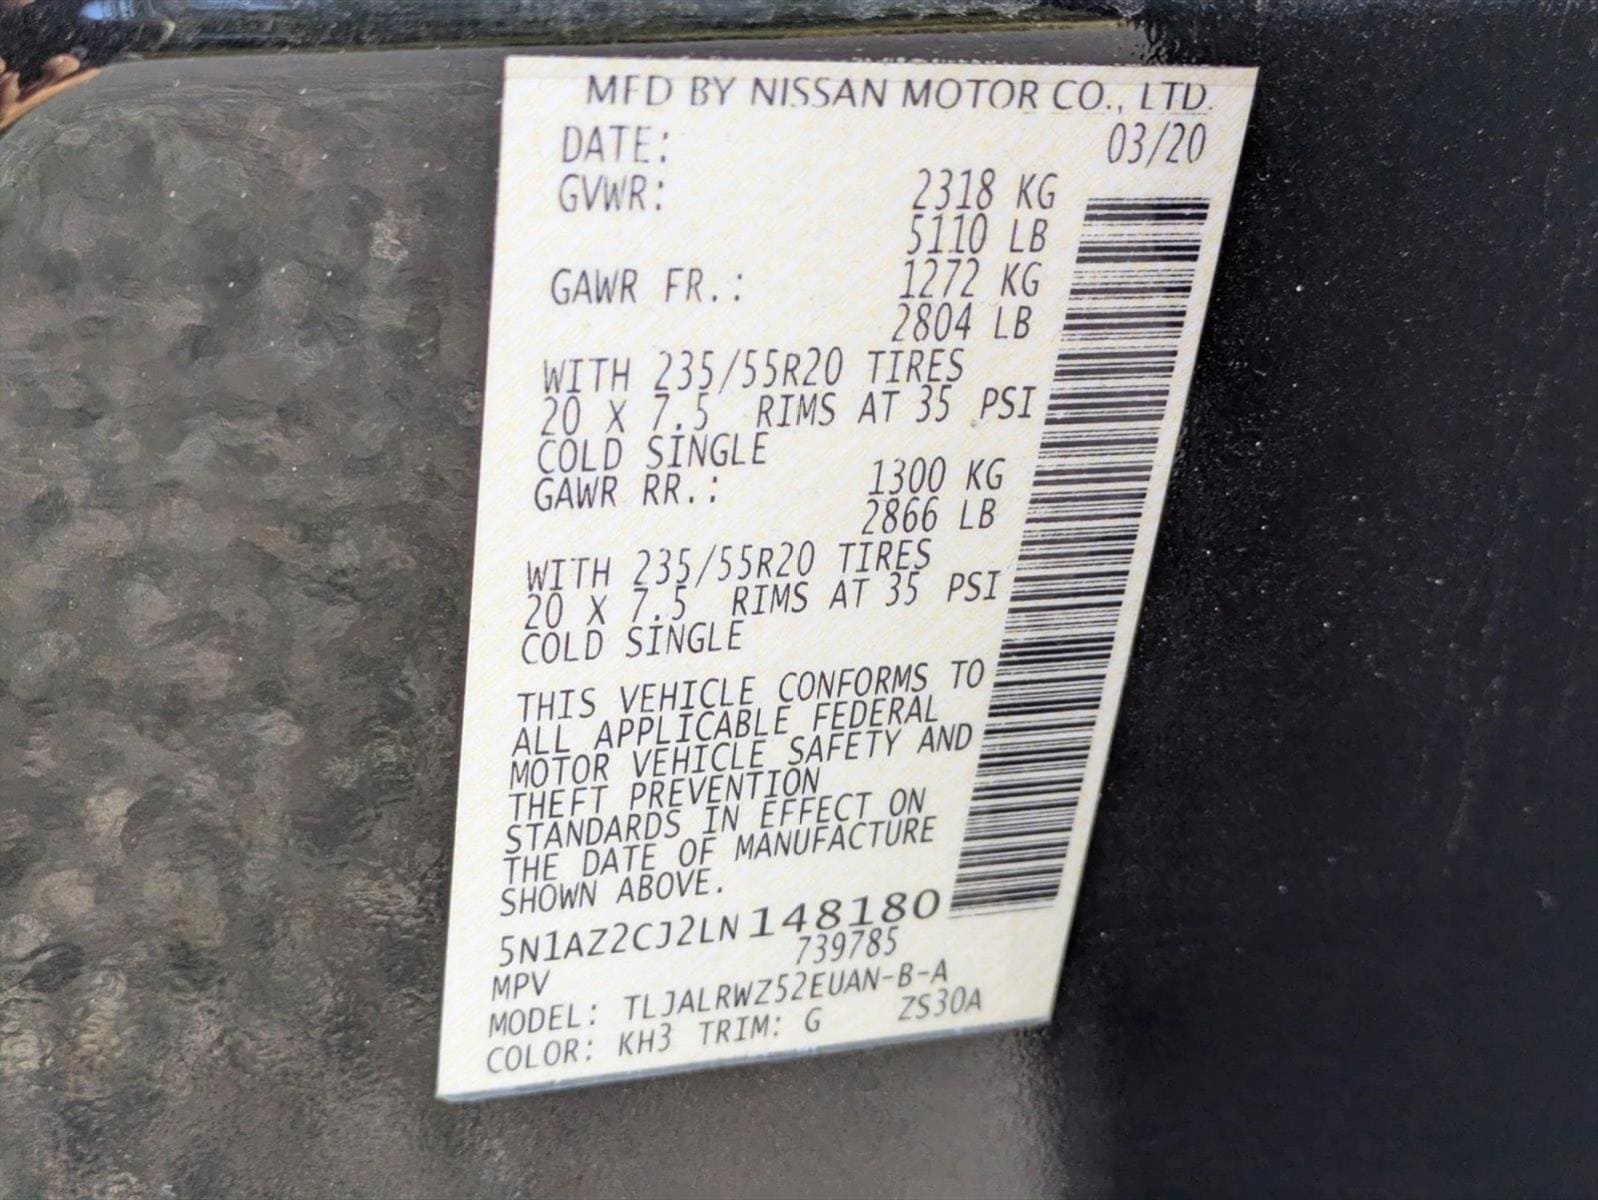 MFD BY NISSAN MOTOR CO., LTD.
DATE: 03/20
GVWR: 2318 KG
5110 LB
GAWR FR.: 1272 KG
2804 LB
WITH 235/55R20 TIRES
20 X 7.5 RIMS AT 35 PSI
COLD SINGLE
GAWR RR.: 1300 KG
2866 LB
WITH 235/55R20 TIRES
20 X 7.5 RIMS AT 35 PSI
COLD SINGLE
THIS VEHICLE CONFORMS TO
ALL APPLICABLE FEDERAL
MOTOR VEHICLE SAFETY AND
THEFT PREVENTION
STANDARDS IN EFFECT ON
THE DATE OF MANUFACTURE
SHOWN ABOVE.
5N1AZ2CJ2LN148180
739785
MPV
MODEL: TLJALRWZ52EUAN-B-A
COLOR: KH3 TRIM: G ZS30A